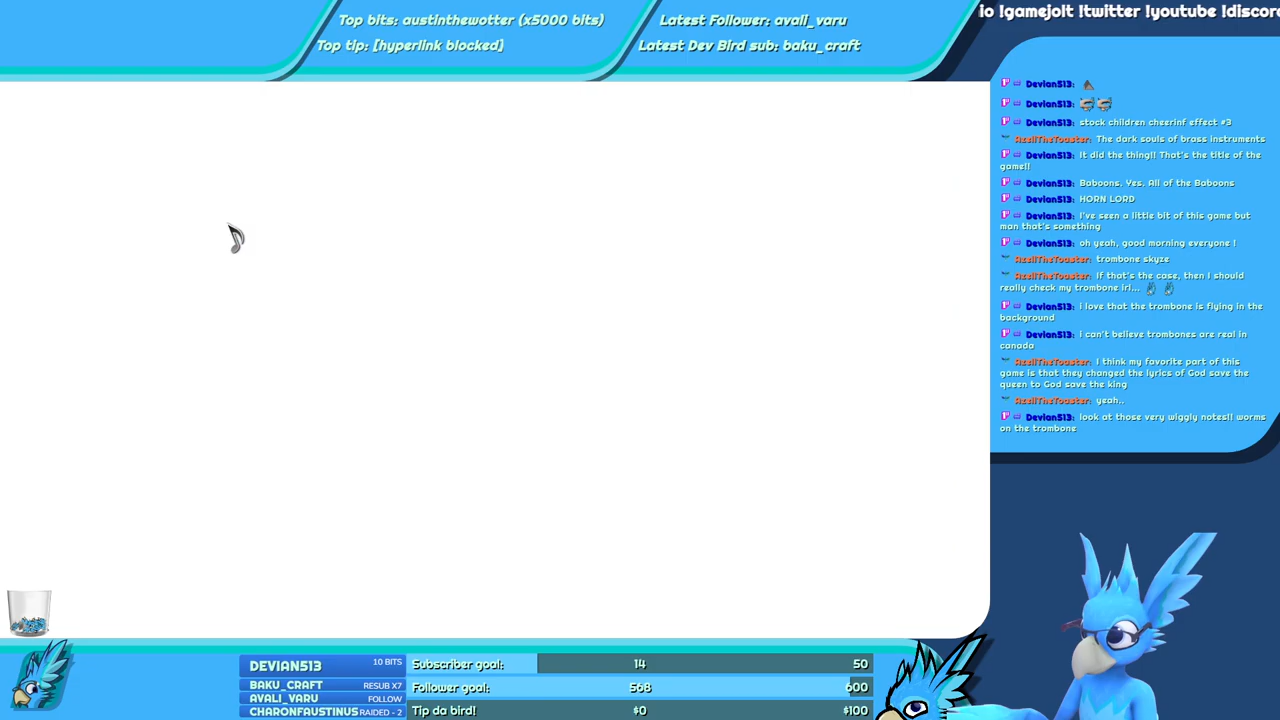 Top bits: austinthewotter (x5000 bits)
Top tip: [hyperlink blocked]
Latest Follower: avali_varu
Latest Dev Bird sub: baku_craft
io !gamejolt !twitter !youtube !discord
Devian513:
Devian513:
Devian513: stock children cheerinf effect #3
AzellTheToaster: The dark souls of brass instruments
Devian513: It did the thing!! That's the title of the
game!!
Devian513: Baboons, Yes, All of the Baboons
Devian513: HORN LORD
Devian513: I've seen a little bit of this game but
man that's something
Devian513: oh yeah, good morning everyone !
AzellTheToaster: trombone skyze
AzellTheToaster: If that's the case, then I should
really check my trombone irl...
Devian513: i love that the trombone is flying in the
background
Devian513: i can't believe trombones are real in
canada
AzellTheToaster: I think my favorite part of this
game is that they changed the lyrics of God save the
queen to God save the king
AzellTheToaster: yeah..
Devian513: look at those very wiggly notes!! worms
on the trombone
DEVIAN513 10 BITS
BAKU_CRAFT RESUB X7
AVALI_VARU FOLLOW
CHARONFAUSTINUS RAIDED - 2
Subscriber goal: 14 50
Follower goal: 568 600
Tip da bird! $0 $100